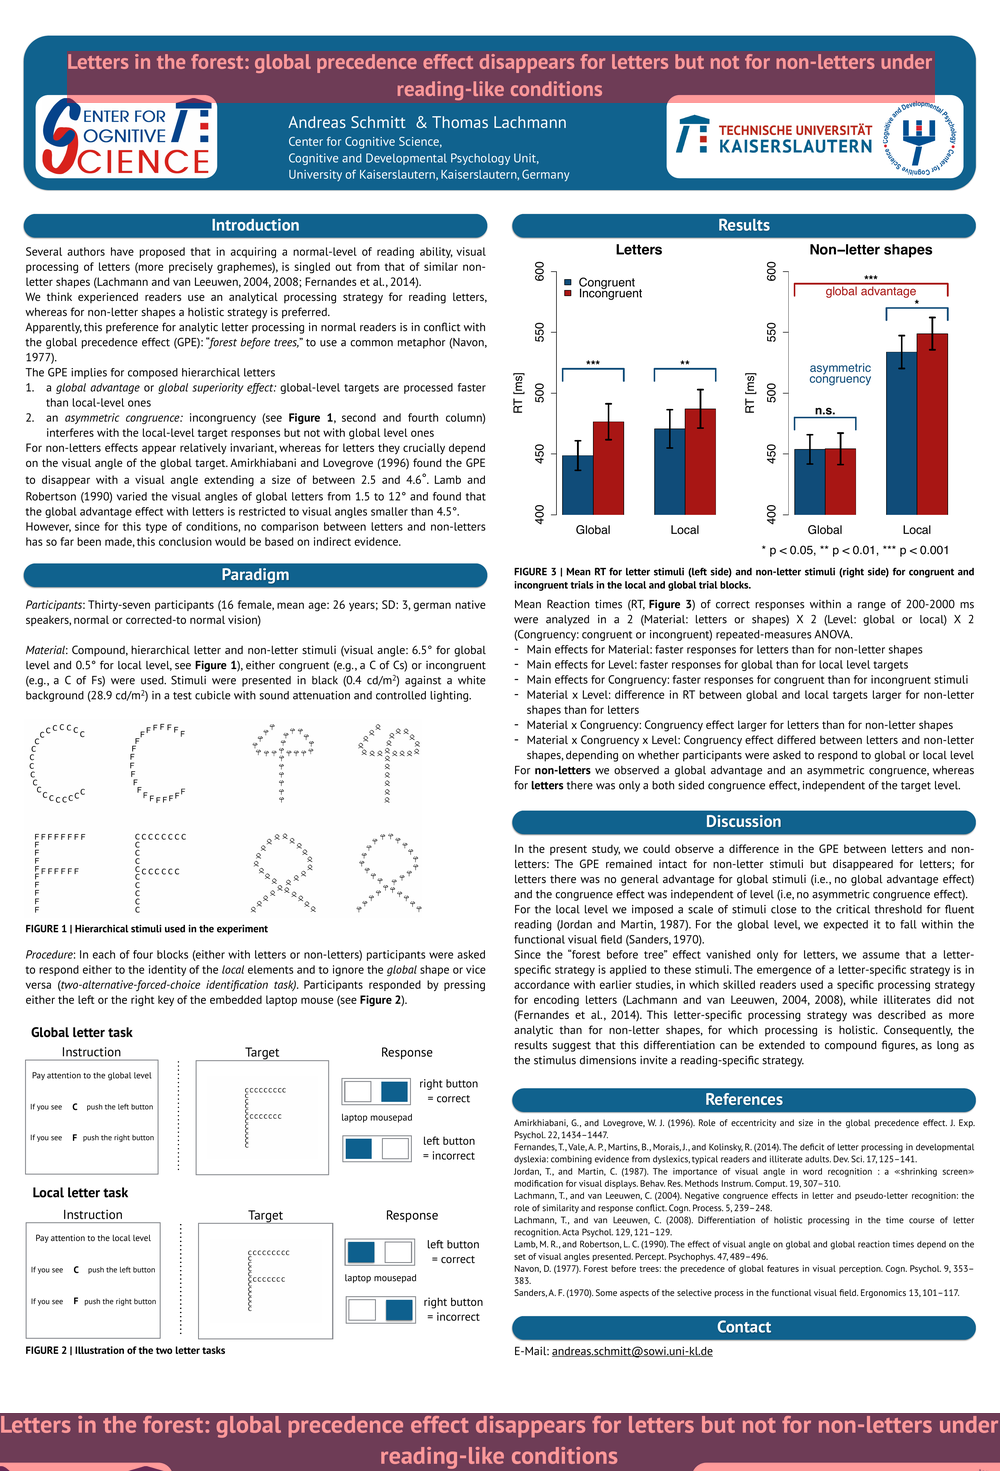 Letters in the forest: global precedence effect disappears for letters but not for non-letters under
reading-like conditions
CENTER FOR
COGNITIVE
SCIENCE
Andreas Schmitt & Thomas Lachmann
Center for Cognitive Science,
Cognitive and Developmental Psychology Unit,
University of Kaiserslautern, Kaiserslautern, Germany
TECHNISCHE UNIVERSITÄT
KAISERSLAUTERN
Cognitive and Developmental Psychology • Center for Cognitive Science •
Introduction
Several authors have proposed that in acquiring a normal-level of reading ability, visual
processing of letters (more precisely graphemes), is singled out from that of similar non-
letter shapes (Lachmann and van Leeuwen, 2004, 2008; Fernandes et al., 2014).
We think experienced readers use an analytical processing strategy for reading letters,
whereas for non-letter shapes a holistic strategy is preferred.
Apparently, this preference for analytic letter processing in normal readers is in conflict with
the global precedence effect (GPE): "forest before trees," to use a common metaphor (Navon,
1977).
The GPE implies for composed hierarchical letters
1. a global advantage or global superiority effect: global-level targets are processed faster
than local-level ones
2. an asymmetric congruence: incongruency (see Figure 1, second and fourth column)
interferes with the local-level target responses but not with global level ones
For non-letters effects appear relatively invariant, whereas for letters they crucially depend
on the visual angle of the global target. Amirkhiabani and Lovegrove (1996) found the GPE
to disappear with a visual angle extending a size of between 2.5 and 4.6°. Lamb and
Robertson (1990) varied the visual angles of global letters from 1.5 to 12° and found that
the global advantage effect with letters is restricted to visual angles smaller than 4.5°.
However, since for this type of conditions, no comparison between letters and non-letters
has so far been made, this conclusion would be based on indirect evidence.
Paradigm
Participants: Thirty-seven participants (16 female, mean age: 26 years; SD: 3, german native
speakers, normal or corrected-to normal vision)
Material: Compound, hierarchical letter and non-letter stimuli (visual angle: 6.5° for global
level and 0.5° for local level, see Figure 1), either congruent (e.g., a C of Cs) or incongruent
(e.g., a C of Fs) were used. Stimuli were presented in black (0.4 cd/m²) against a white
background (28.9 cd/m²) in a test cubicle with sound attenuation and controlled lighting.
FIGURE 1 | Hierarchical stimuli used in the experiment
Procedure: In each of four blocks (either with letters or non-letters) participants were asked
to respond either to the identity of the local elements and to ignore the global shape or vice
versa (two-alternative-forced-choice identification task). Participants responded by pressing
either the left or the right key of the embedded laptop mouse (see Figure 2).
Global letter task
Instruction
Target
Response
Pay attention to the global level
If you see C push the left button
If you see F push the right button
CCCCCCCCC
CCCCCCCC
right button
= correct
laptop mousepad
left button
= incorrect
Local letter task
Instruction
Target
Response
Pay attention to the local level
If you see C push the left button
If you see F push the right button
CCCCCCCCC
CCCCCCCC
left button
= correct
laptop mousepad
right button
= incorrect
FIGURE 2 | Illustration of the two letter tasks
Results
Letters
Congruent
Incongruent
RT [ms]
600
550
500
450
400
***
**
Global
Local
Non–letter shapes
RT [ms]
600
550
500
450
400
***
global advantage
*
asymmetric
congruency
n.s.
Global
Local
* p < 0.05, ** p < 0.01, *** p < 0.001
FIGURE 3 | Mean RT for letter stimuli (left side) and non-letter stimuli (right side) for congruent and
incongruent trials in the local and global trial blocks.
Mean Reaction times (RT, Figure 3) of correct responses within a range of 200-2000 ms
were analyzed in a 2 (Material: letters or shapes) X 2 (Level: global or local) X 2
(Congruency: congruent or incongruent) repeated-measures ANOVA.
- Main effects for Material: faster responses for letters than for non-letter shapes
- Main effects for Level: faster responses for global than for local level targets
- Main effects for Congruency: faster responses for congruent than for incongruent stimuli
- Material x Level: difference in RT between global and local targets larger for non-letter
shapes than for letters
- Material x Congruency: Congruency effect larger for letters than for non-letter shapes
- Material x Congruency x Level: Congruency effect differed between letters and non-letter
shapes, depending on whether participants were asked to respond to global or local level
For non-letters we observed a global advantage and an asymmetric congruence, whereas
for letters there was only a both sided congruence effect, independent of the target level.
Discussion
In the present study, we could observe a difference in the GPE between letters and non-
letters: The GPE remained intact for non-letter stimuli but disappeared for letters; for
letters there was no general advantage for global stimuli (i.e., no global advantage effect)
and the congruence effect was independent of level (i.e, no asymmetric congruence effect).
For the local level we imposed a scale of stimuli close to the critical threshold for fluent
reading (Jordan and Martin, 1987). For the global level, we expected it to fall within the
functional visual field (Sanders, 1970).
Since the "forest before tree" effect vanished only for letters, we assume that a letter-
specific strategy is applied to these stimuli. The emergence of a letter-specific strategy is in
accordance with earlier studies, in which skilled readers used a specific processing strategy
for encoding letters (Lachmann and van Leeuwen, 2004, 2008), while illiterates did not
(Fernandes et al., 2014). This letter-specific processing strategy was described as more
analytic than for non-letter shapes, for which processing is holistic. Consequently, the
results suggest that this differentiation can be extended to compound figures, as long as
the stimulus dimensions invite a reading-specific strategy.
References
Amirkhiabani, G., and Lovegrove, W. J. (1996). Role of eccentricity and size in the global precedence effect. J. Exp.
Psychol. 22, 1434–1447.
Fernandes, T., Vale, A. P., Martins, B., Morais, J., and Kolinsky, R. (2014). The deficit of letter processing in developmental
dyslexia: combining evidence from dyslexics, typical readers and illiterate adults. Dev. Sci. 17, 125–141.
Jordan, T., and Martin, C. (1987). The importance of visual angle in word recognition : a «shrinking screen»
modification for visual displays. Behav. Res. Methods Instrum. Comput. 19, 307–310.
Lachmann, T., and van Leeuwen, C. (2004). Negative congruence effects in letter and pseudo-letter recognition: the
role of similarity and response conflict. Cogn. Process. 5, 239–248.
Lachmann, T., and van Leeuwen, C. (2008). Differentiation of holistic processing in the time course of letter
recognition. Acta Psychol. 129, 121–129.
Lamb, M. R., and Robertson, L. C. (1990). The effect of visual angle on global and global reaction times depend on the
set of visual angles presented. Percept. Psychophys. 47, 489–496.
Navon, D. (1977). Forest before trees: the precedence of global features in visual perception. Cogn. Psychol. 9, 353–
383.
Sanders, A. F. (1970). Some aspects of the selective process in the functional visual field. Ergonomics 13, 101–117.
Contact
E-Mail: andreas.schmitt@sowi.uni-kl.de
Letters in the forest: global precedence effect disappears for letters but not for non-letters under
reading-like conditions